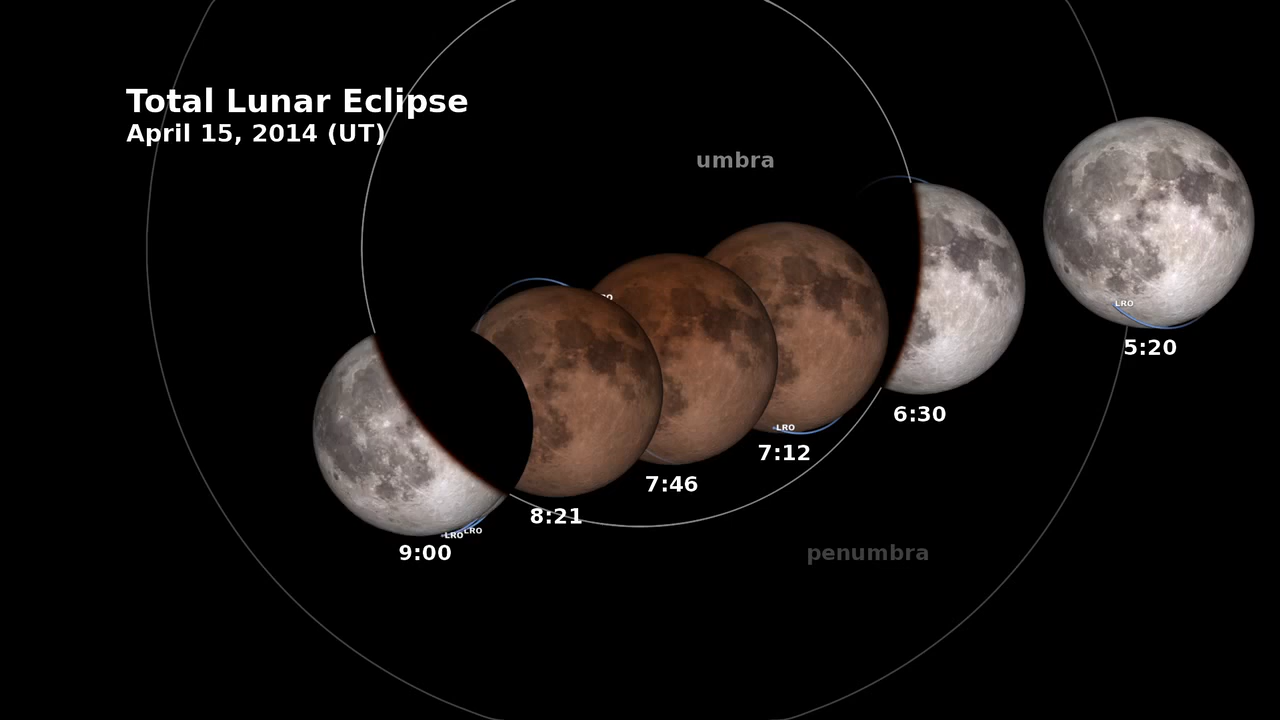 Total Lunar Eclipse
April 15, 2014 (UT)
umbra
LRO
5:20
6:30
LRO
7:12
7:46
8:21
LRO
LRO
9:00
penumbra